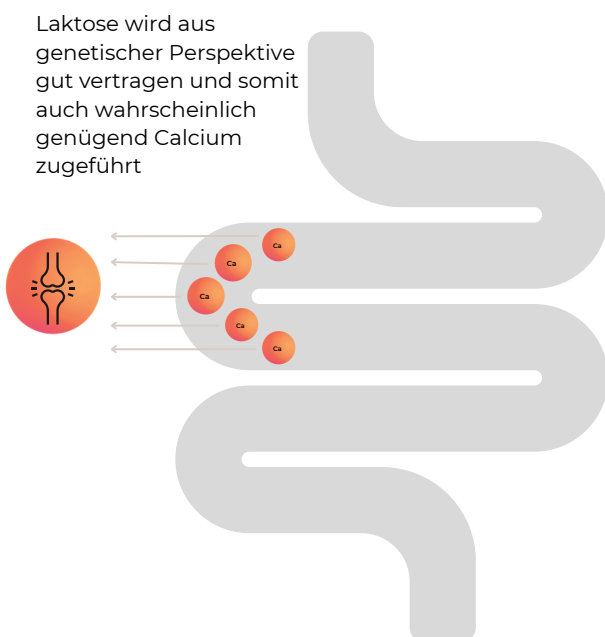 Laktose wird aus
genetischer Perspektive
gut vertragen und somit
auch wahrscheinlich
genügend Calcium
zugeführt
Ca
Ca
Ca
Ca
Ca